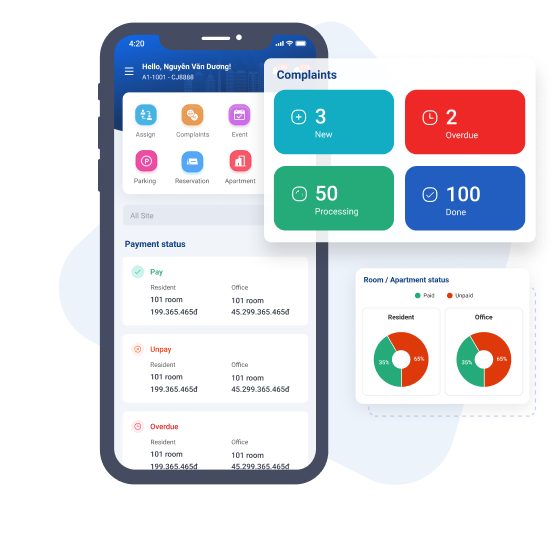 4:20
Hello, Nguyễn Văn Dương!
A1-1001 - CJ8888
Assign
Complaints
Event
Parking
Reservation
Apartment
All Site
Payment status
Pay
Resident
Office
101 room
101 room
199.365.465đ
45.299.365.465đ
Unpay
Resident
Office
101 room
101 room
199.365.465đ
45.299.365.465đ
Overdue
Resident
Office
101 room
101 room
199.365.465đ
45.299.365.465đ
Complaints
3
New
2
Overdue
50
Processing
100
Done
Room / Apartment status
Paid
Unpaid
Resident
Office
35%
65%
35%
65%